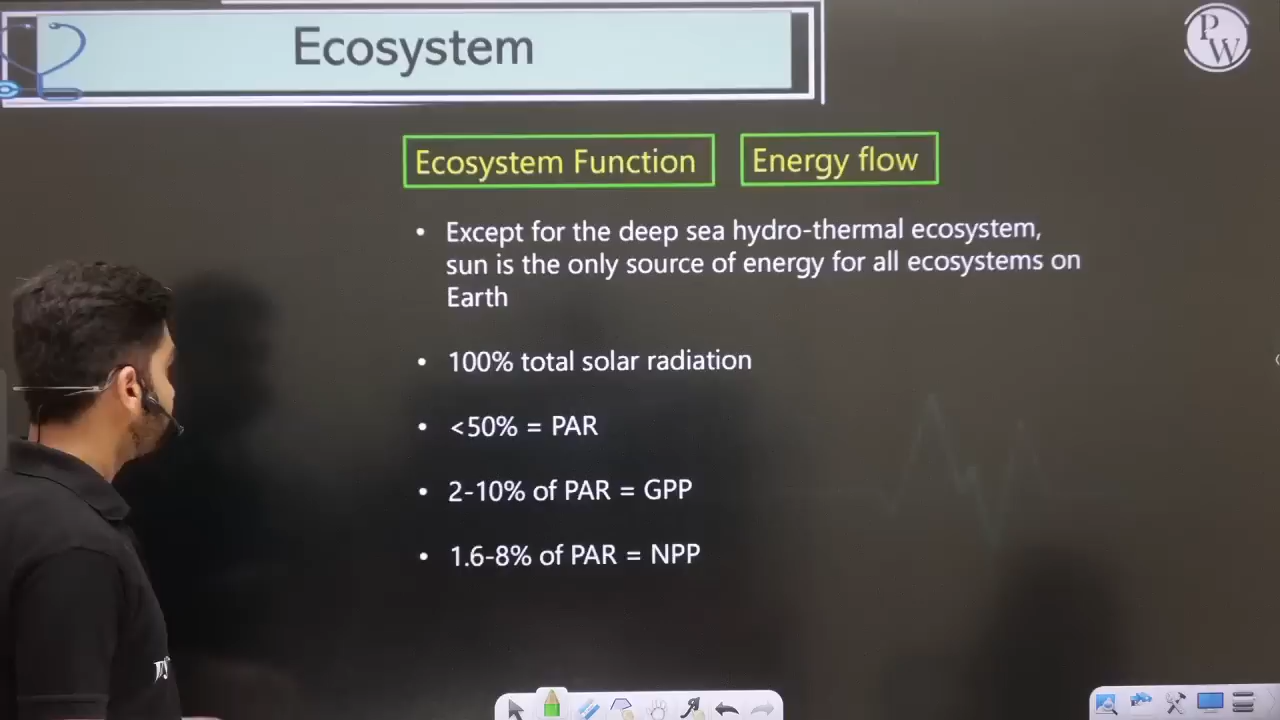 Ecosystem
PW
Ecosystem Function
Energy flow
• Except for the deep sea hydro-thermal ecosystem,
sun is the only source of energy for all ecosystems on
Earth
• 100% total solar radiation
• <50% = PAR
• 2-10% of PAR = GPP
• 1.6-8% of PAR = NPP